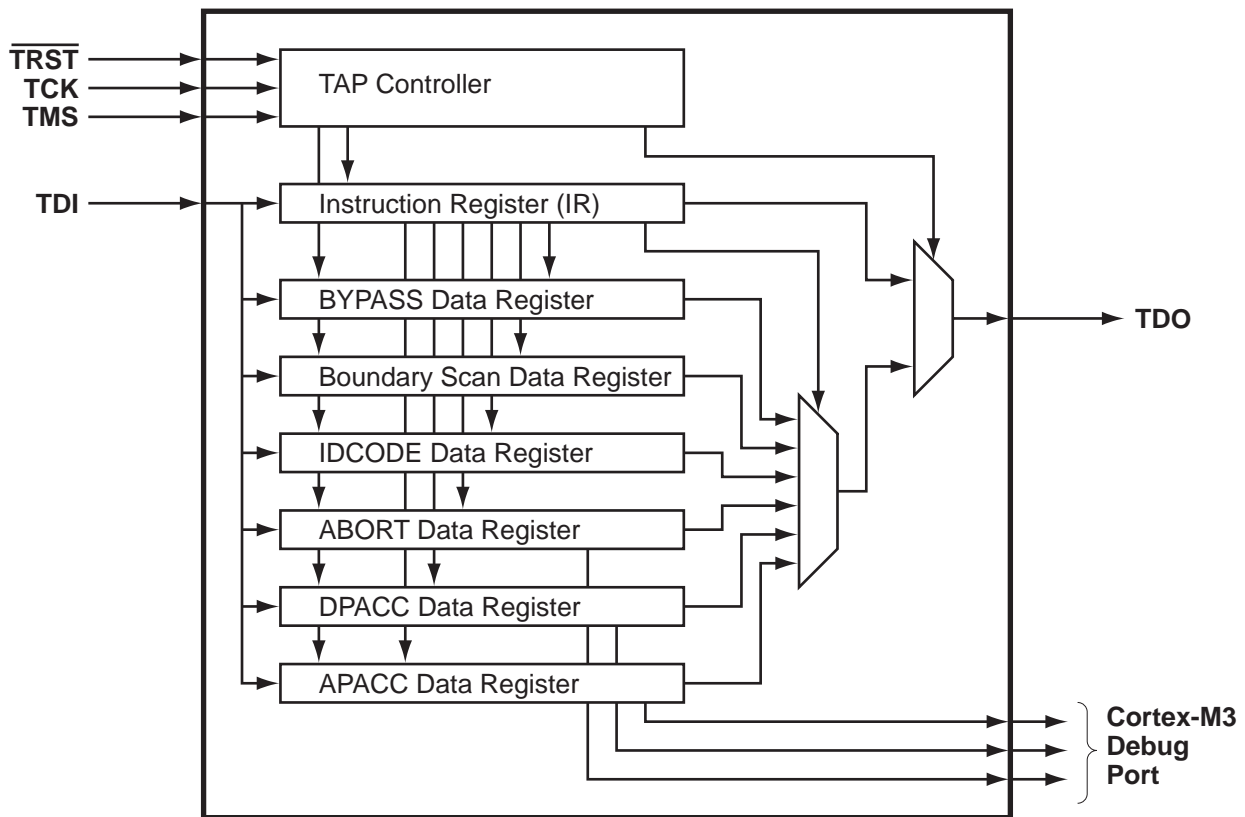 TRST
TCK
TMS
TAP Controller
TDI
Instruction Register (IR)
BYPASS Data Register
TDO
Boundary Scan Data Register
IDCODE Data Register
ABORT Data Register
DPACC Data Register
APACC Data Register
Cortex-M3
Debug
Port